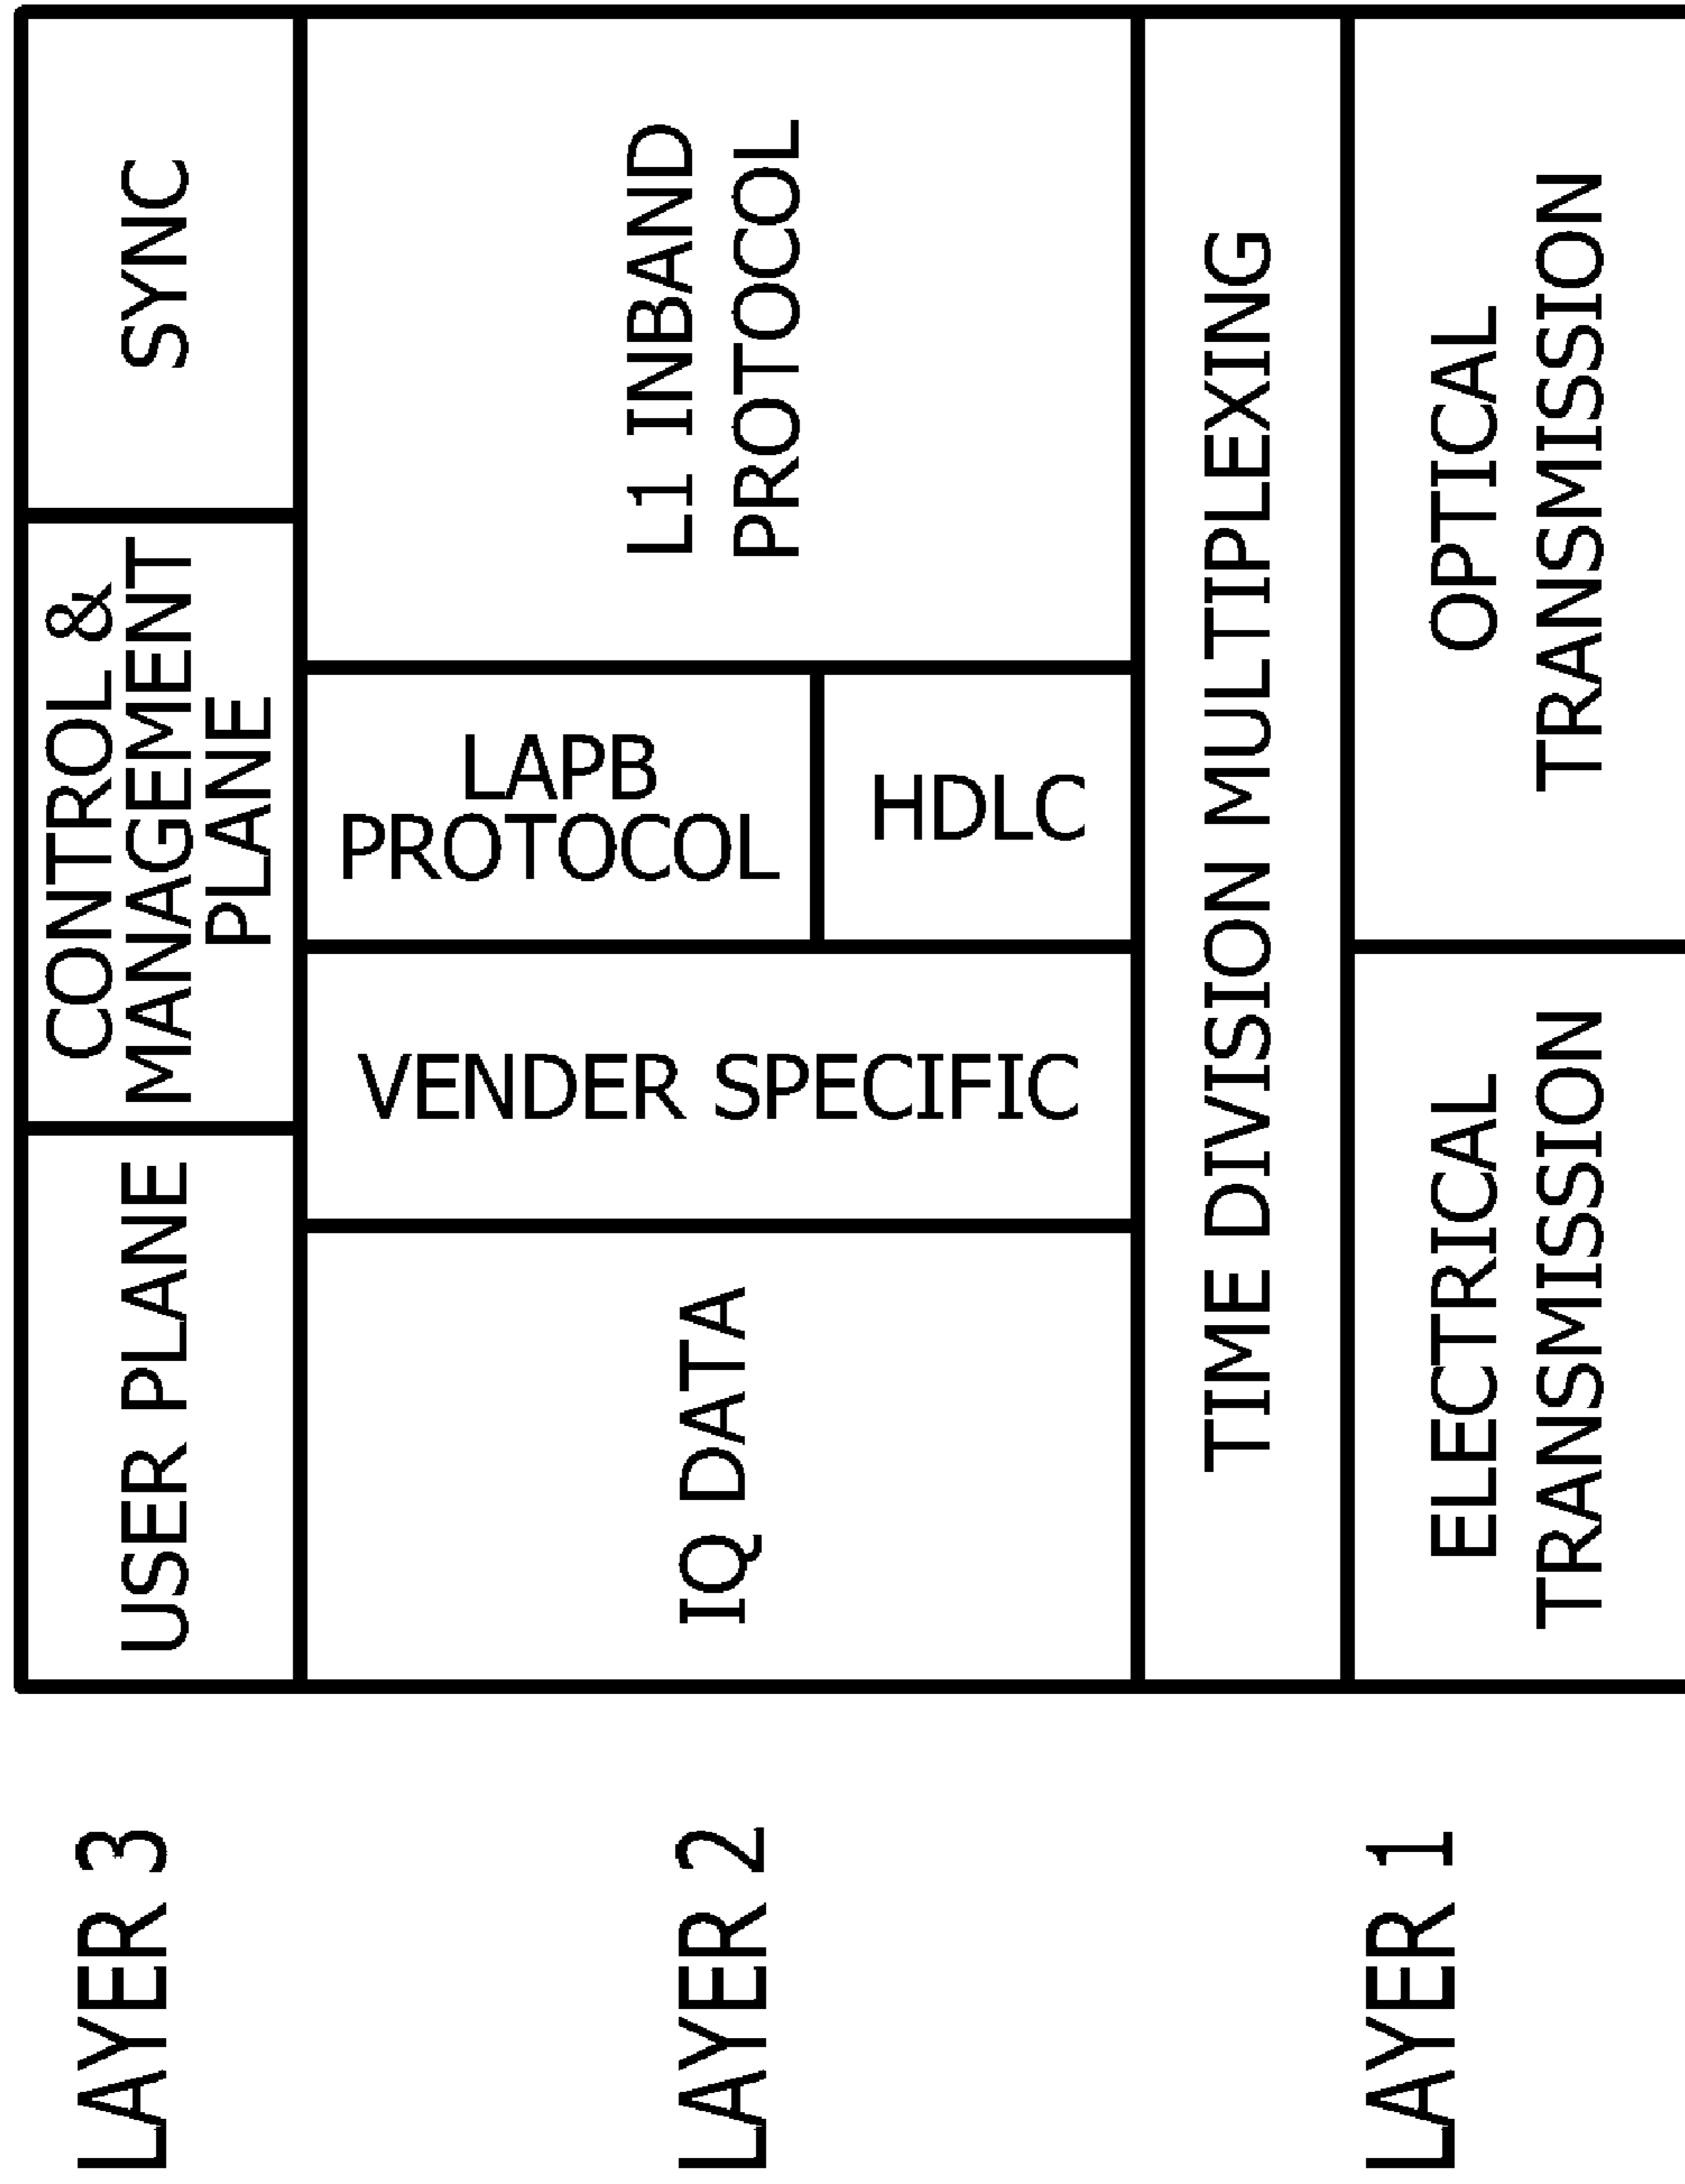 LAYER 3
USER PLANE
CONTROL &
MANAGEMENT
PLANE
SYNC
LAYER 2
IQ DATA
VENDER SPECIFIC
LAPB
PROTOCOL
HDLC
L1 INBAND
PROTOCOL
LAYER 1
TIME DIVISION MULTIPLEXING
ELECTRICAL
TRANSMISSION
OPTICAL
TRANSMISSION